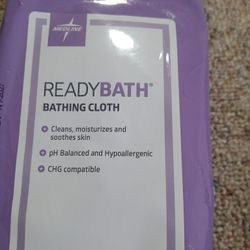 MEDLINE
READYBATH®
BATHING CLOTH
+ Cleans, moisturizes and
soothes skin
+ pH Balanced and Hypoallergenic
+ CHG compatible